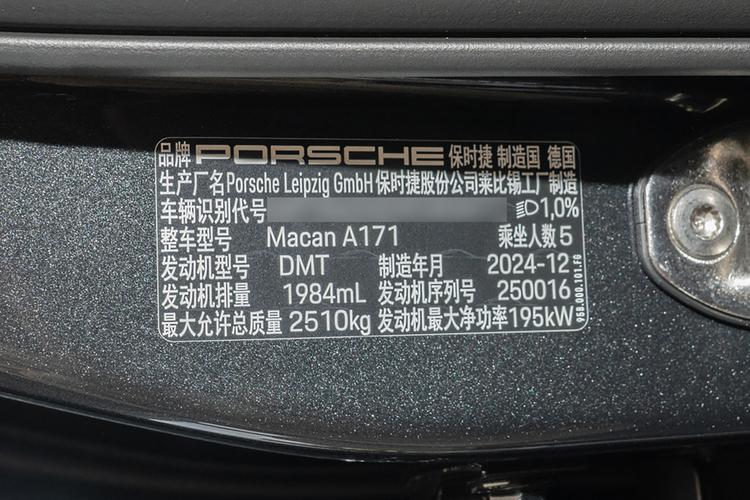 品牌 PORSCHE 保时捷 制造国 德国
生产厂名 Porsche Leipzig GmbH 保时捷股份公司莱比锡工厂制造
车辆识别代号 1,0%
整车型号 Macan A171 乘坐人数 5
发动机型号 DMT 制造年月 2024-12
发动机排量 1984mL 发动机序列号 250016
最大允许总质量 2510kg 发动机最大净功率 195kW
95B.000.101.FG